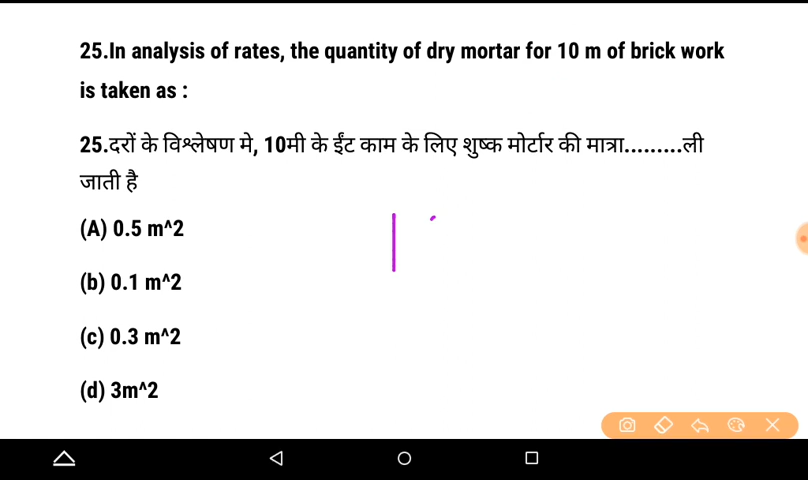 25.In analysis of rates, the quantity of dry mortar for 10 m of brick work
is taken as :
25.दरों के विश्लेषण मे, 10मी के ईंट काम के लिए शुष्क मोर्टार की मात्रा.........ली
जाती है
(A) 0.5 m^2
(b) 0.1 m^2
(c) 0.3 m^2
(d) 3m^2